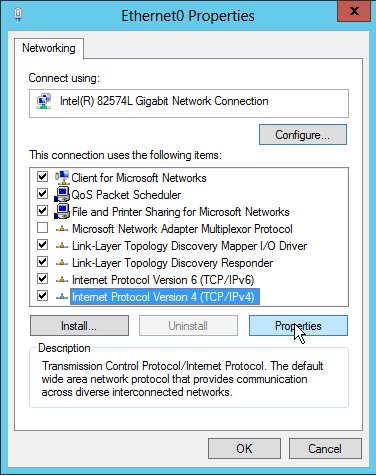 Ethernet0 Properties
x
Networking
Connect using:
Intel(R) 82574L Gigabit Network Connection
Configure...
This connection uses the following items:
Client for Microsoft Networks
QoS Packet Scheduler
File and Printer Sharing for Microsoft Networks
Microsoft Network Adapter Multiplexor Protocol
Link-Layer Topology Discovery Mapper I/O Driver
Link-Layer Topology Discovery Responder
Internet Protocol Version 6 (TCP/IPv6)
Internet Protocol Version 4 (TCP/IPv4)
Install... Uninstall Properties
Description
Transmission Control Protocol/Internet Protocol. The default
wide area network protocol that provides communication
across diverse interconnected networks.
OK Cancel